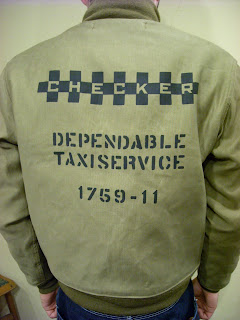 CHECKER
DEPENDABLE
TAXISERVICE
1759-11